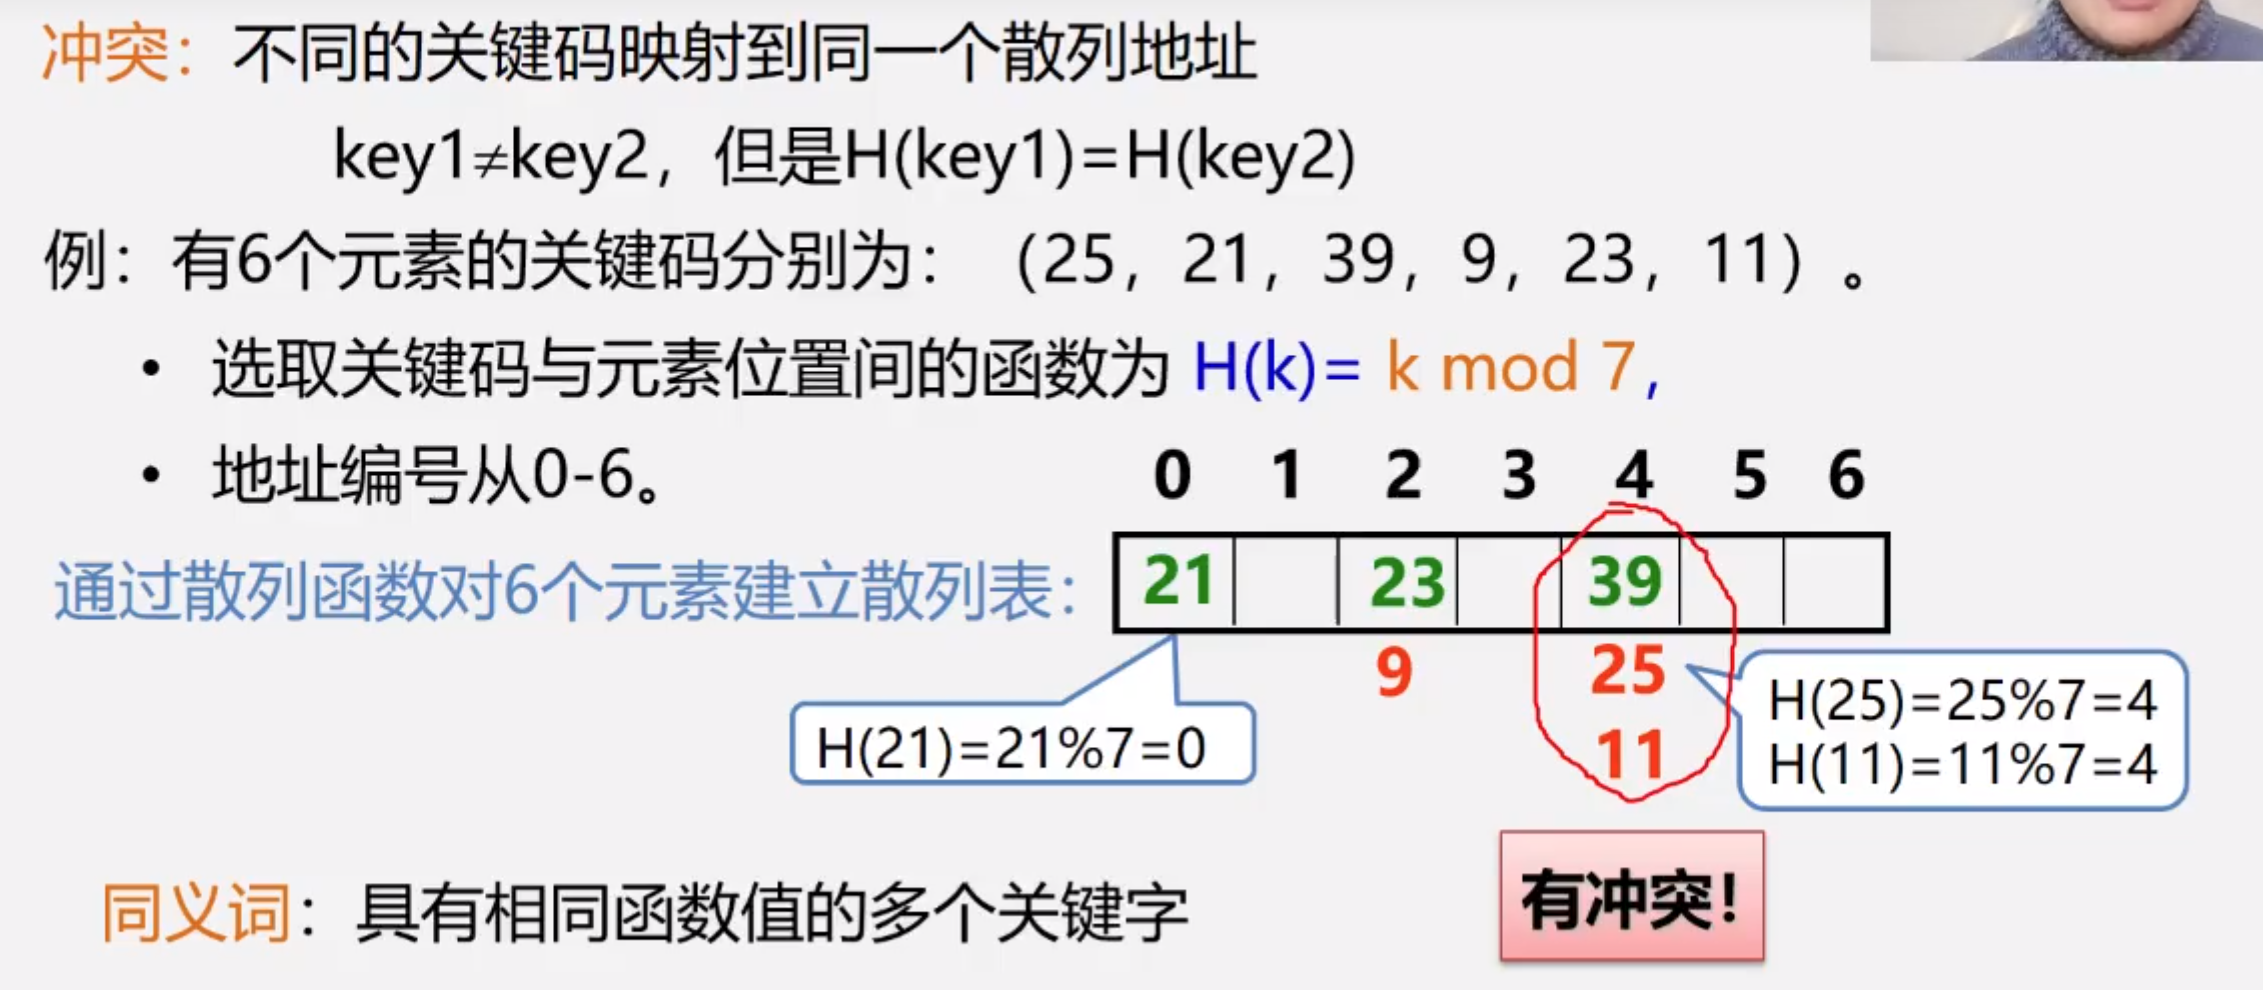 冲突：不同的关键码映射到同一个散列地址
key1≠key2，但是H(key1)=H(key2)
例：有6个元素的关键码分别为：（25，21，39，9，23，11）。
• 选取关键码与元素位置间的函数为 H(k)= k mod 7,
• 地址编号从0-6。
0 1 2 3 4 5 6
通过散列函数对6个元素建立散列表：
21 23 39
9 25
11
H(21)=21%7=0
H(25)=25%7=4
H(11)=11%7=4
有冲突！
同义词：具有相同函数值的多个关键字